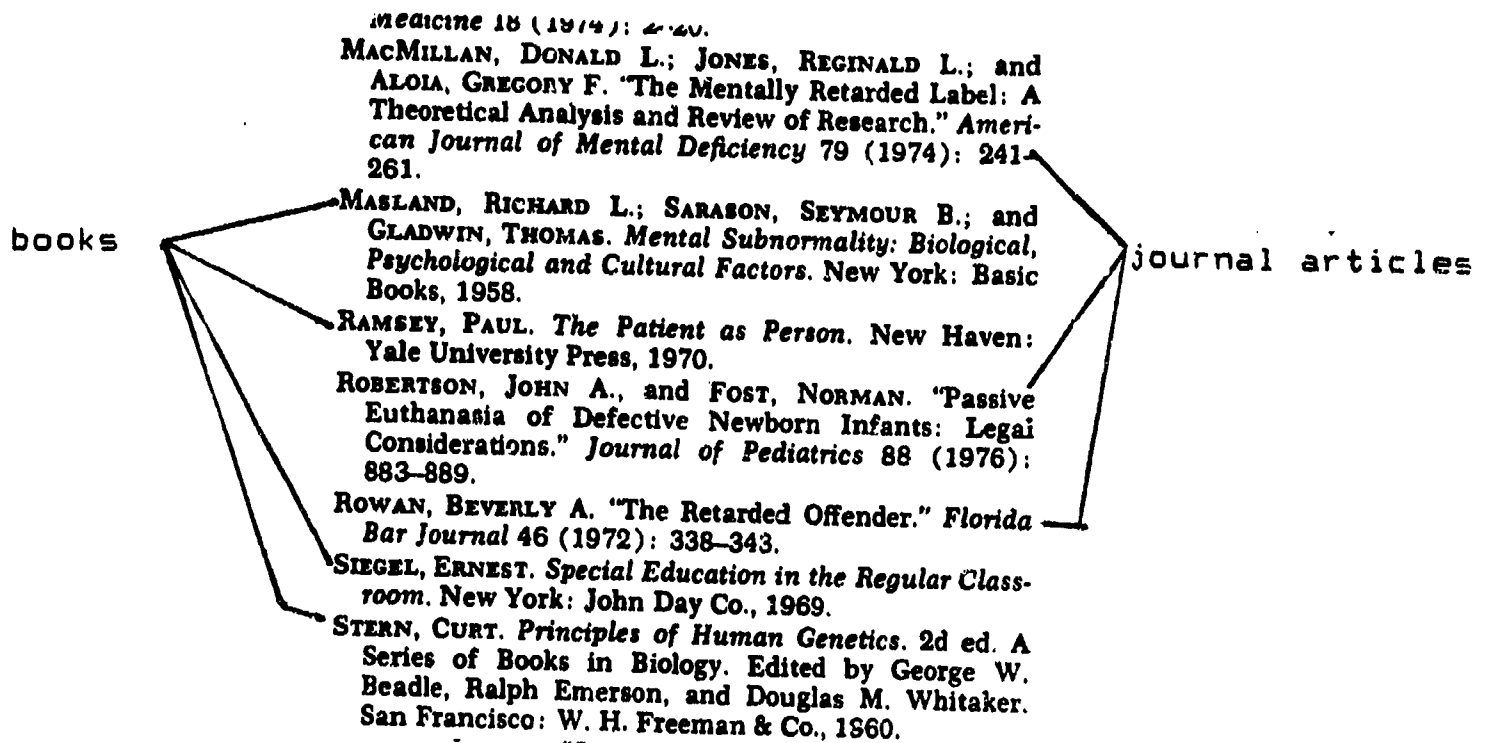 Medicine 18 (1974): 2-20.
MACMILLAN, DONALD L.; JONES, REGINALD L.; and
ALOIA, GREGORY F. "The Mentally Retarded Label: A
Theoretical Analysis and Review of Research." Ameri-
can Journal of Mental Deficiency 79 (1974): 241-
261.
MASLAND, RICHARD L.; SARASON, SEYMOUR B.; and
GLADWIN, THOMAS. Mental Subnormality: Biological,
Psychological and Cultural Factors. New York: Basic
Books, 1958.
RAMSEY, PAUL. The Patient as Person. New Haven:
Yale University Press, 1970.
ROBERTSON, JOHN A., and FOST, NORMAN. "Passive
Euthanasia of Defective Newborn Infants: Legal
Considerations." Journal of Pediatrics 88 (1976):
883–889.
ROWAN, BEVERLY A. "The Retarded Offender." Florida
Bar Journal 46 (1972): 338–343.
SIEGEL, ERNEST. Special Education in the Regular Class-
room. New York: John Day Co., 1969.
STERN, CURT. Principles of Human Genetics. 2d ed. A
Series of Books in Biology. Edited by George W.
Beadle, Ralph Emerson, and Douglas M. Whitaker.
San Francisco: W. H. Freeman & Co., 1960.
books
journal articles